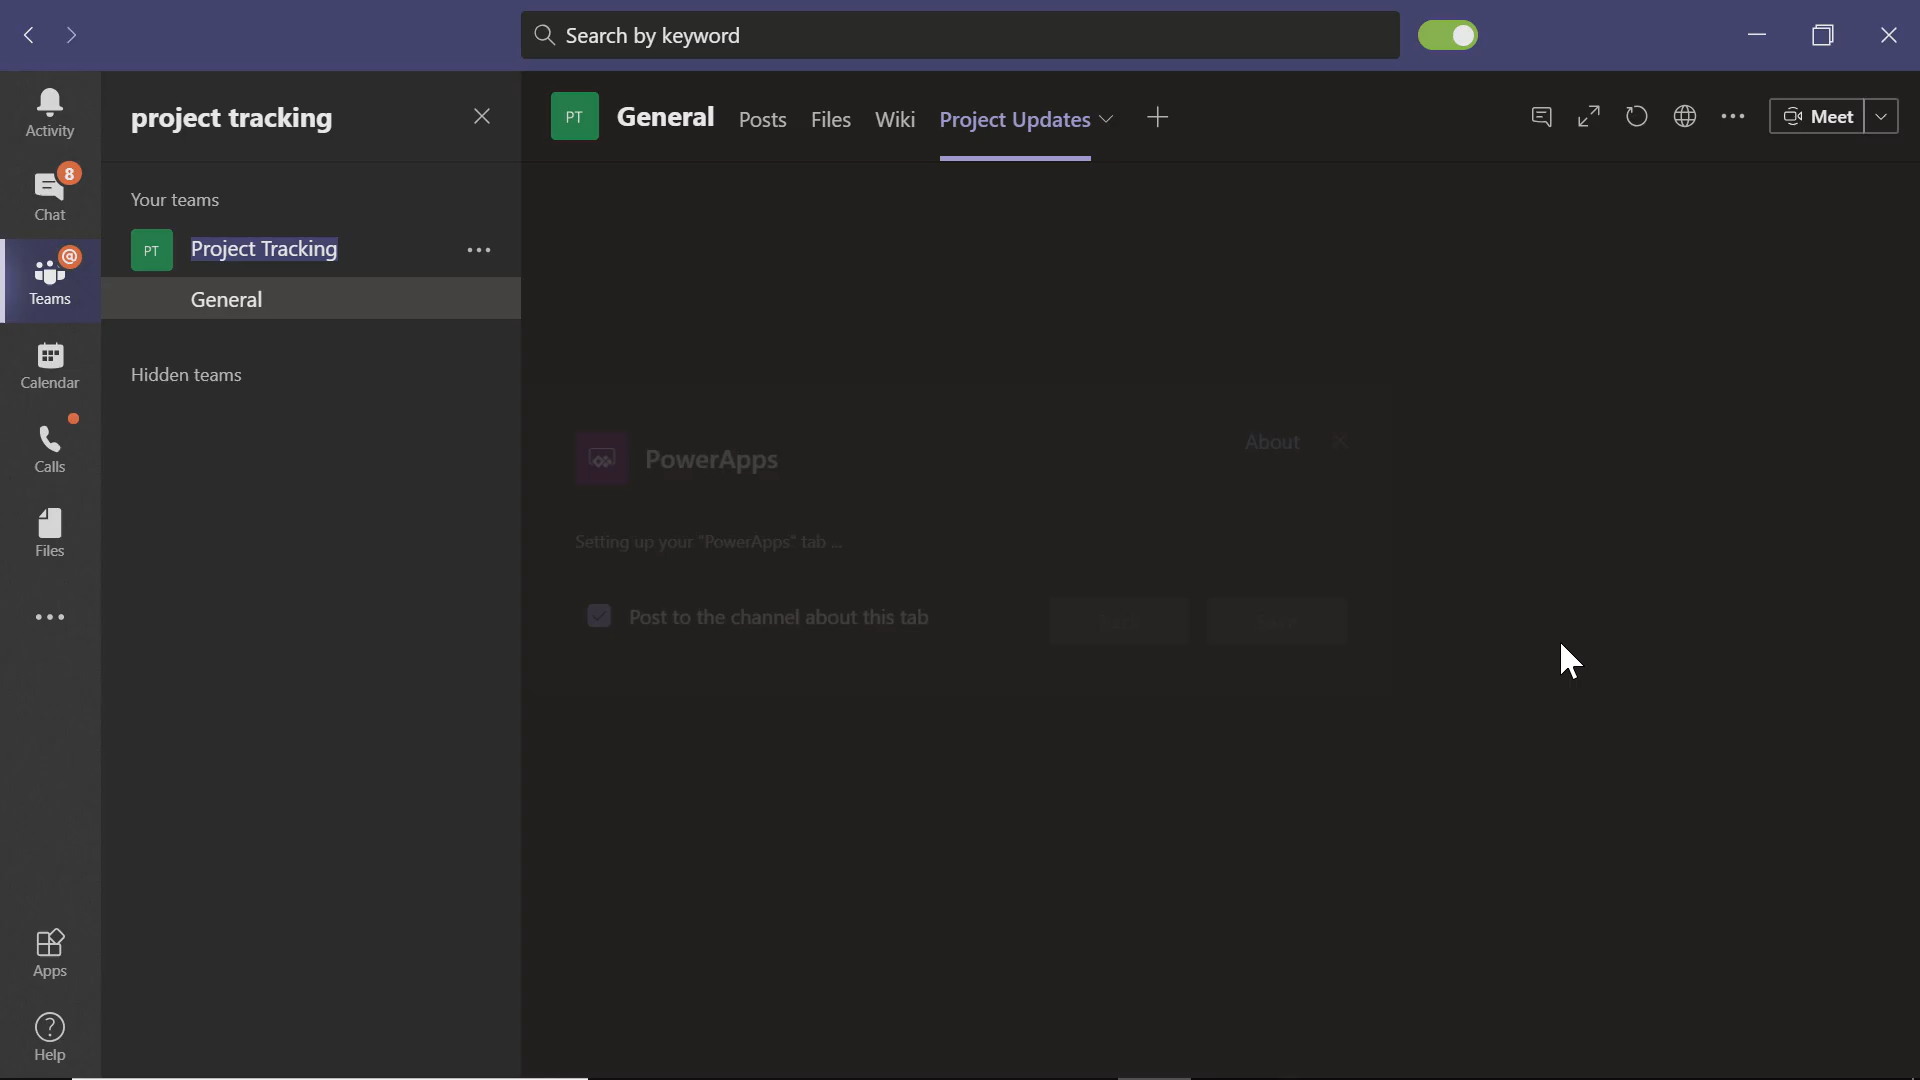 Search by keyword
Activity
8
Chat
@
Teams
Calendar
Calls
Files
Apps
Help
project tracking
Your teams
PT Project Tracking
General
Hidden teams
PT General Posts Files Wiki Project Updates
Meet
PowerApps
About
Setting up your "PowerApps" tab ...
Post to the channel about this tab